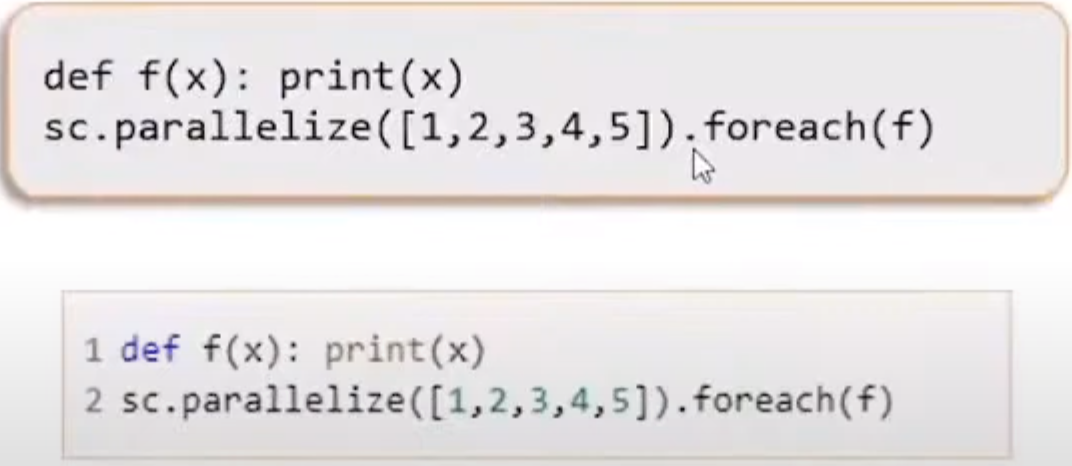 def f(x): print(x)
sc.parallelize([1,2,3,4,5]).foreach(f)
1 def f(x): print(x)
2 sc.parallelize([1,2,3,4,5]).foreach(f)